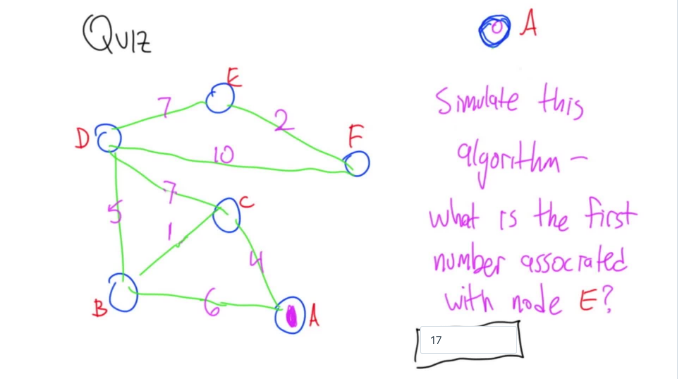 QUIZ
A
Simulate this
algorithm -
what is the first
number associated
with node E?
17
E
7
2
D
F
10
7
5
C
1
4
B
6
A